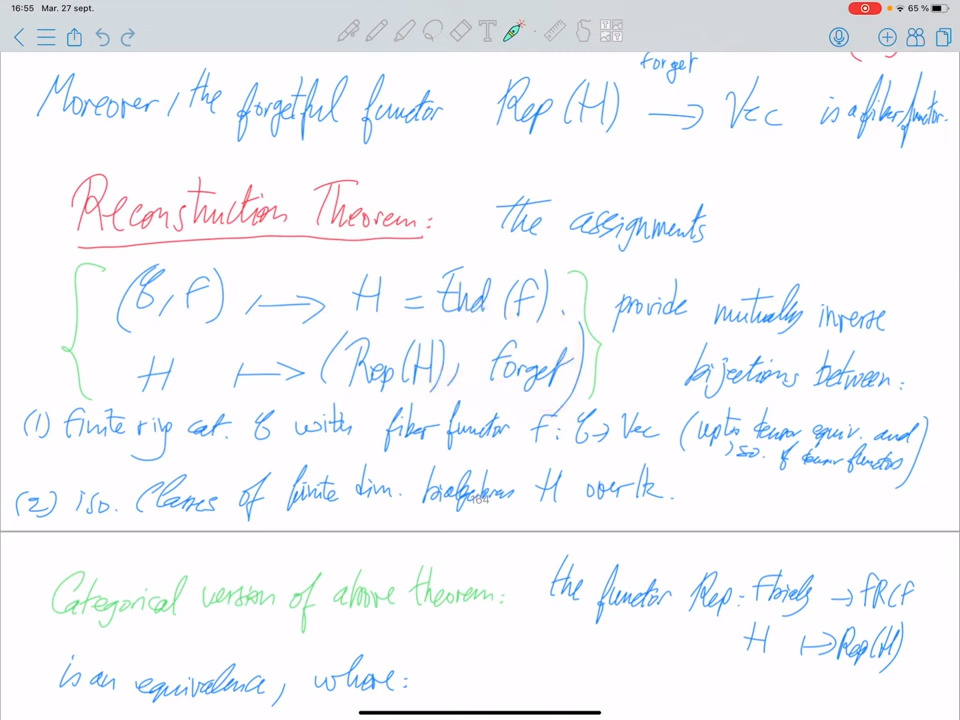 16:55 Mar. 27 sept. 65 %
forget
Moreover, the forgetful functor Rep(H) → Vec is a fiber functor.
Reconstruction Theorem: the assignments
(𝒞, F) ⟼ H = End(F). provide mutually inverse
H ⟼ (Rep(H), Forget) bijections between:
(1) finite ring cat. 𝒞 with fiber functor F: 𝒞 → Vec (up to tensor equiv. and
iso. of tensor functors)
(2) iso. classes of finite dim. bialgebras H over k.
Categorical version of above theorem: the functor Rep: Fbialg → FRCF
H ⟼ Rep(H)
is an equivalence, where: